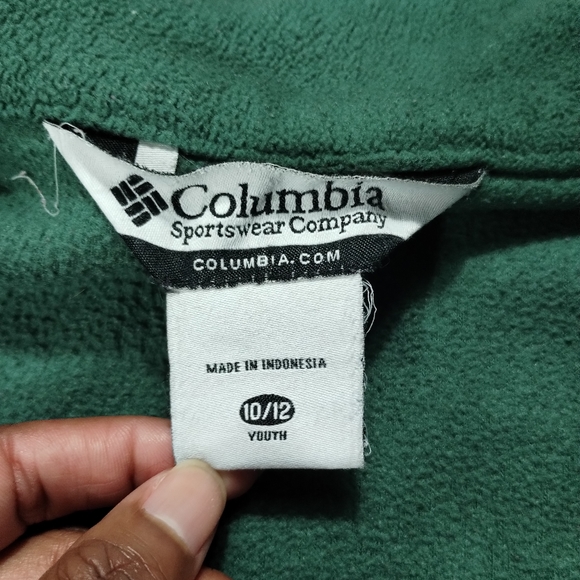 Columbia
Sportswear Company
COLUMBIA.COM
MADE IN INDONESIA
10/12
YOUTH